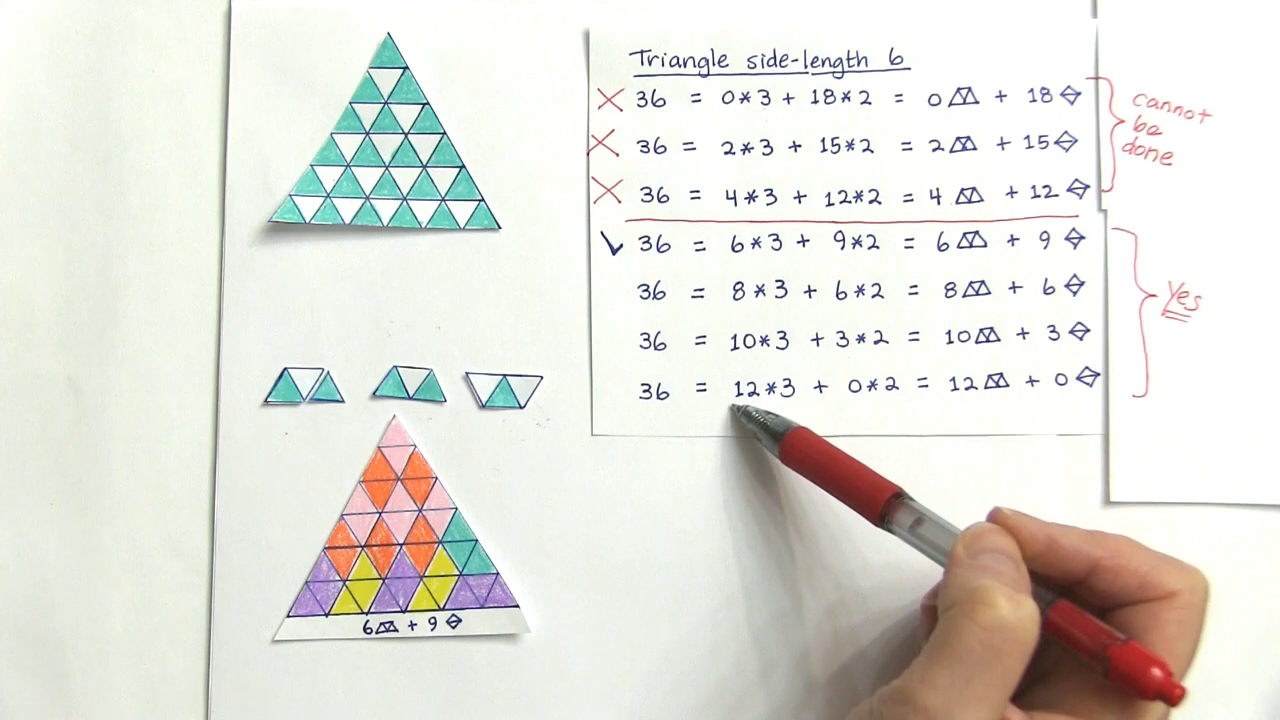 Triangle side-length 6
36 = 0*3 + 18*2 = 0 + 18
36 = 2*3 + 15*2 = 2 + 15
36 = 4*3 + 12*2 = 4 + 12
cannot
be
done
36 = 6*3 + 9*2 = 6 + 9
36 = 8*3 + 6*2 = 8 + 6
36 = 10*3 + 3*2 = 10 + 3
36 = 12*3 + 0*2 = 12 + 0
Yes
6 + 9